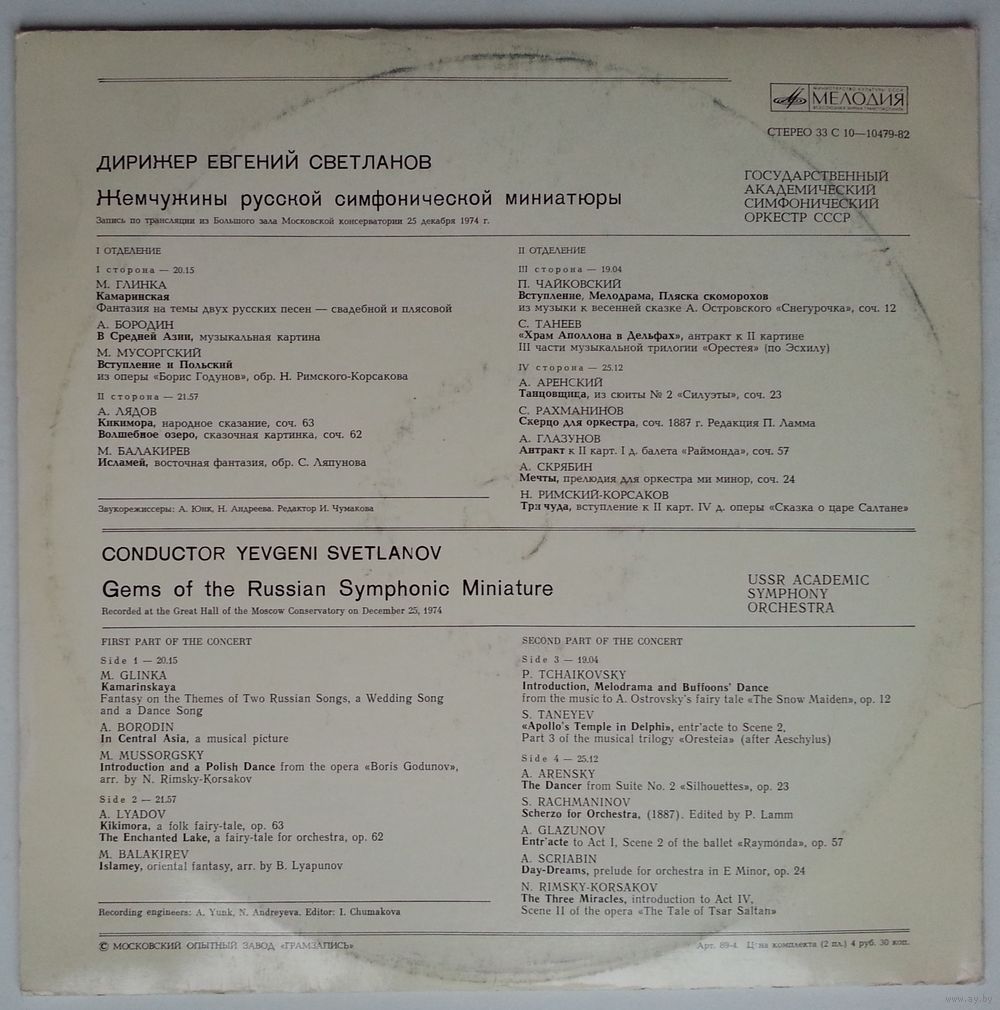 МИНИСТЕРСТВО КУЛЬТУРЫ СССР
МЕЛОДИЯ
СТЕРЕО 33 С 10—10479-82
ДИРИЖЕР ЕВГЕНИЙ СВЕТЛАНОВ
Жемчужины русской симфонической миниатюры
Запись по трансляции из Большого зала Московской консерватории 25 декабря 1974 г.
ГОСУДАРСТВЕННЫЙ
АКАДЕМИЧЕСКИЙ
СИМФОНИЧЕСКИЙ
ОРКЕСТР СССР
I ОТДЕЛЕНИЕ
I сторона — 20.15
М. ГЛИНКА
Камаринская
Фантазия на темы двух русских песен — свадебной и плясовой
А. БОРОДИН
В Средней Азии, музыкальная картина
М. МУСОРГСКИЙ
Вступление и Польский
из оперы «Борис Годунов», обр. Н. Римского-Корсакова
II сторона — 21.57
А. ЛЯДОВ
Кикимора, народное сказание, соч. 63
Волшебное озеро, сказочная картинка, соч. 62
М. БАЛАКИРЕВ
Исламей, восточная фантазия, обр. С. Ляпунова
Звукорежиссеры: А. Юнк, Н. Андреева. Редактор И. Чумакова
II ОТДЕЛЕНИЕ
III сторона — 19.04
П. ЧАЙКОВСКИЙ
Вступление, Мелодрама, Пляска скоморохов
из музыки к весенней сказке А. Островского «Снегурочка», соч. 12
С. ТАНЕЕВ
«Храм Аполлона в Дельфах», антракт к II картине
III части музыкальной трилогии «Орестея» (по Эсхилу)
IV сторона — 25.12
А. АРЕНСКИЙ
Танцовщица, из сюиты № 2 «Силуэты», соч. 23
С. РАХМАНИНОВ
Скерцо для оркестра, соч. 1887 г. Редакция П. Ламма
А. ГЛАЗУНОВ
Антракт к II карт. I д. балета «Раймонда», соч. 57
А. СКРЯБИН
Мечты, прелюдия для оркестра ми минор, соч. 24
Н. РИМСКИЙ-КОРСАКОВ
Три чуда, вступление к II карт. IV д. оперы «Сказка о царе Салтане»
CONDUCTOR YEVGENI SVETLANOV
Gems of the Russian Symphonic Miniature
Recorded at the Great Hall of the Moscow Conservatory on December 25, 1974
USSR ACADEMIC
SYMPHONY
ORCHESTRA
FIRST PART OF THE CONCERT
Side 1 — 20.15
M. GLINKA
Kamarinskaya
Fantasy on the Themes of Two Russian Songs, a Wedding Song
and a Dance Song
A. BORODIN
In Central Asia, a musical picture
M. MUSSORGSKY
Introduction and a Polish Dance from the opera «Boris Godunov»,
arr. by N. Rimsky-Korsakov
Side 2 — 21.57
A. LYADOV
Kikimora, a folk fairy-tale, op. 63
The Enchanted Lake, a fairy-tale for orchestra, op. 62
M. BALAKIREV
Islamey, oriental fantasy, arr. by B. Lyapunov
Recording engineers: A. Yunk, N. Andreyeva. Editor: I. Chumakova
SECOND PART OF THE CONCERT
Side 3 — 19.04
P. TCHAIKOVSKY
Introduction, Melodrama and Buffoons' Dance
from the music to A. Ostrovsky's fairy tale «The Snow Maiden», op. 12
S. TANEYEV
«Apollo's Temple in Delphi», entr'acte to Scene 2,
Part 3 of the musical trilogy «Oresteia» (after Aeschylus)
Side 4 — 25.12
A. ARENSKY
The Dancer from Suite No. 2 «Silhouettes», op. 23
S. RACHMANINOV
Scherzo for Orchestra, (1887). Edited by P. Lamm
A. GLAZUNOV
Entr'acte to Act I, Scene 2 of the ballet «Raymonda», op. 57
A. SCRIABIN
Day-Dreams, prelude for orchestra in E Minor, op. 24
N. RIMSKY-KORSAKOV
The Three Miracles, introduction to Act IV,
Scene II of the opera «The Tale of Tsar Saltan»
© МОСКОВСКИЙ ОПЫТНЫЙ ЗАВОД «ГРАМЗАПИСЬ»
Арт. 89-4. Цена комплекта (2 пл.) 4 руб. 30 коп.
www.ay.by